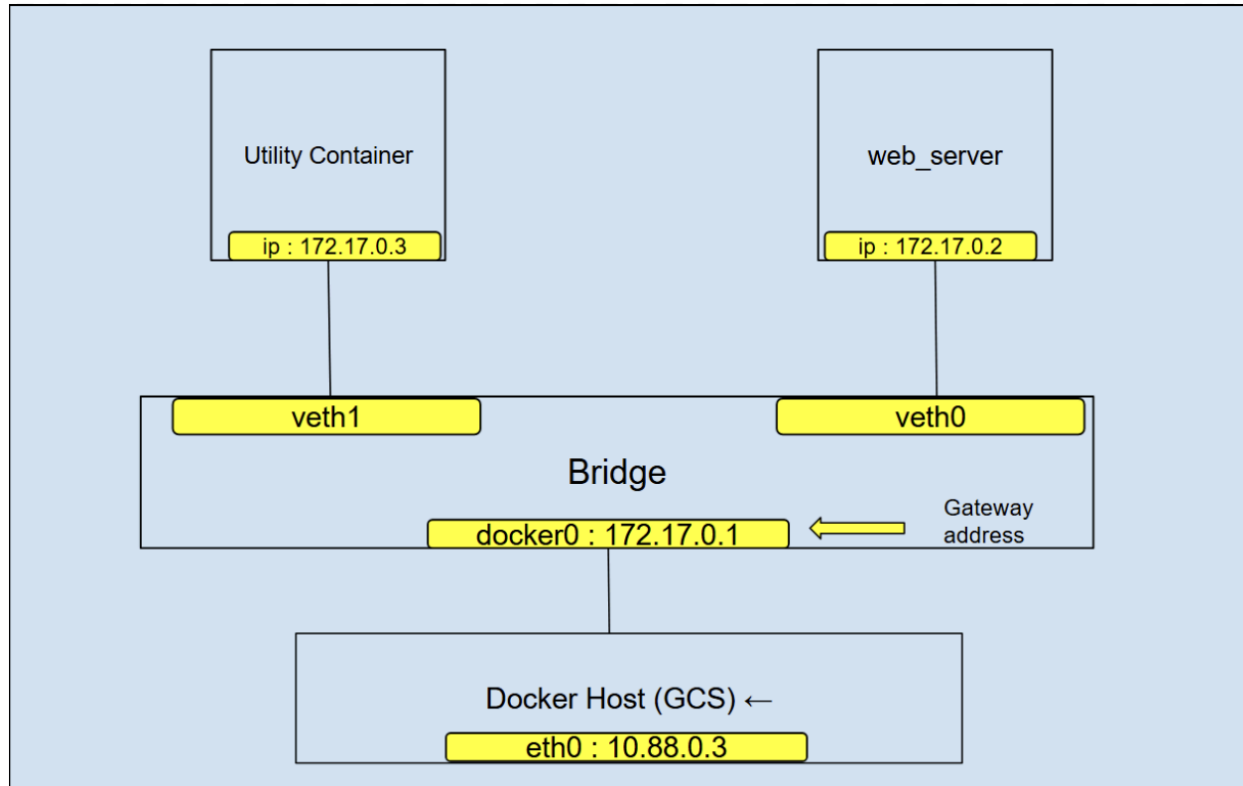 Utility Container
web_server
ip : 172.17.0.3
ip : 172.17.0.2
veth1
veth0
Bridge
Gateway
address
docker0 : 172.17.0.1
Docker Host (GCS) ←
eth0 : 10.88.0.3